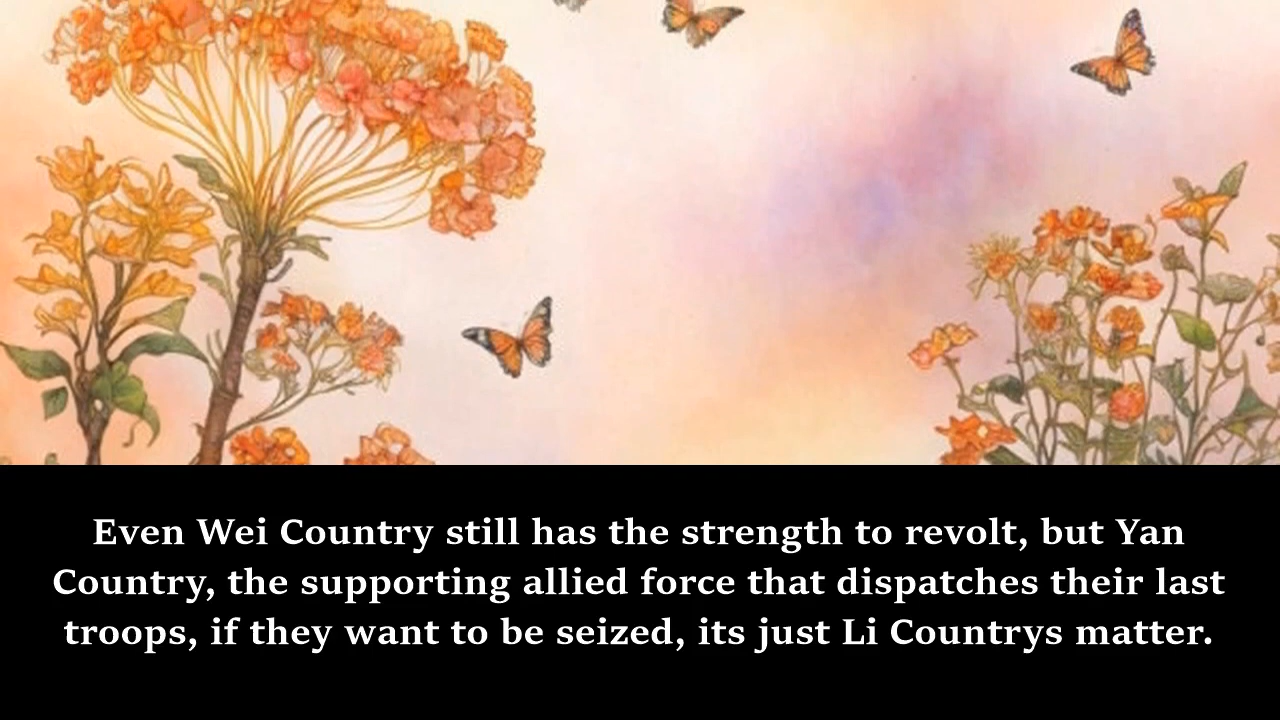 Even Wei Country still has the strength to revolt, but Yan
Country, the supporting allied force that dispatches their last
troops, if they want to be seized, its just Li Countrys matter.